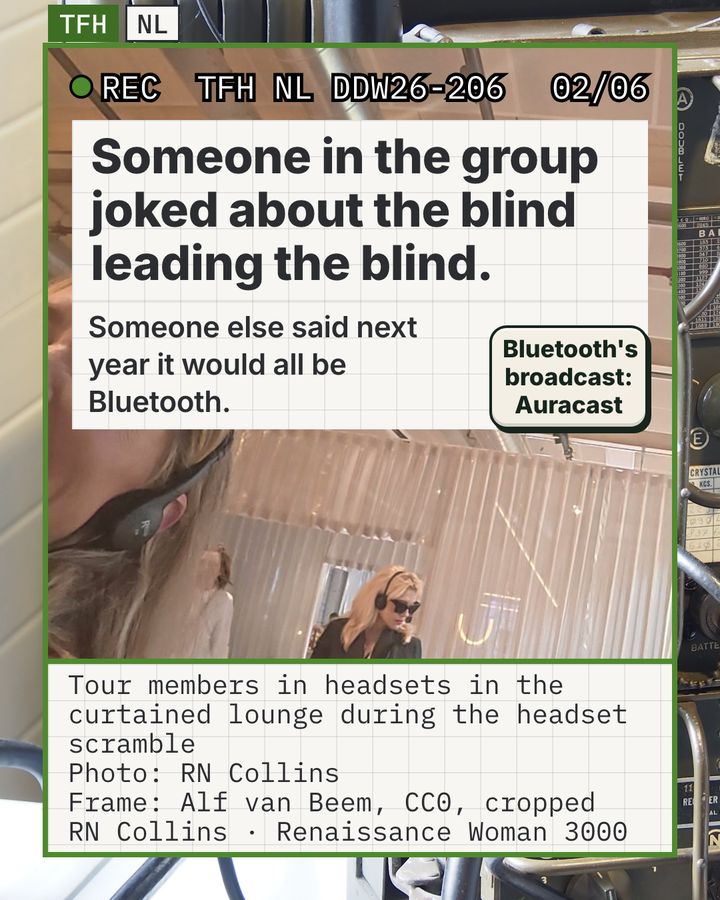 TFH NL
REC TFH NL DDW26-206 02/06
Someone in the group
joked about the blind
leading the blind.
Someone else said next
year it would all be
Bluetooth.
Bluetooth's
broadcast:
Auracast
Tour members in headsets in the
curtained lounge during the headset
scramble
Photo: RN Collins
Frame: Alf van Beem, CC0, cropped
RN Collins · Renaissance Woman 3000
A
DOUBLET
E
CRYSTAL
KGS.